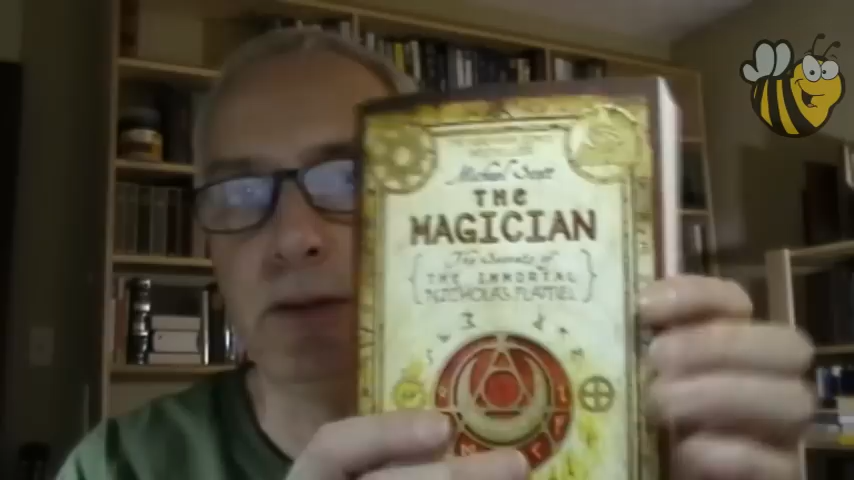 Michael Scott
THE
MAGICIAN
The Secrets of
THE IMMORTAL
NICHOLAS FLAMEL